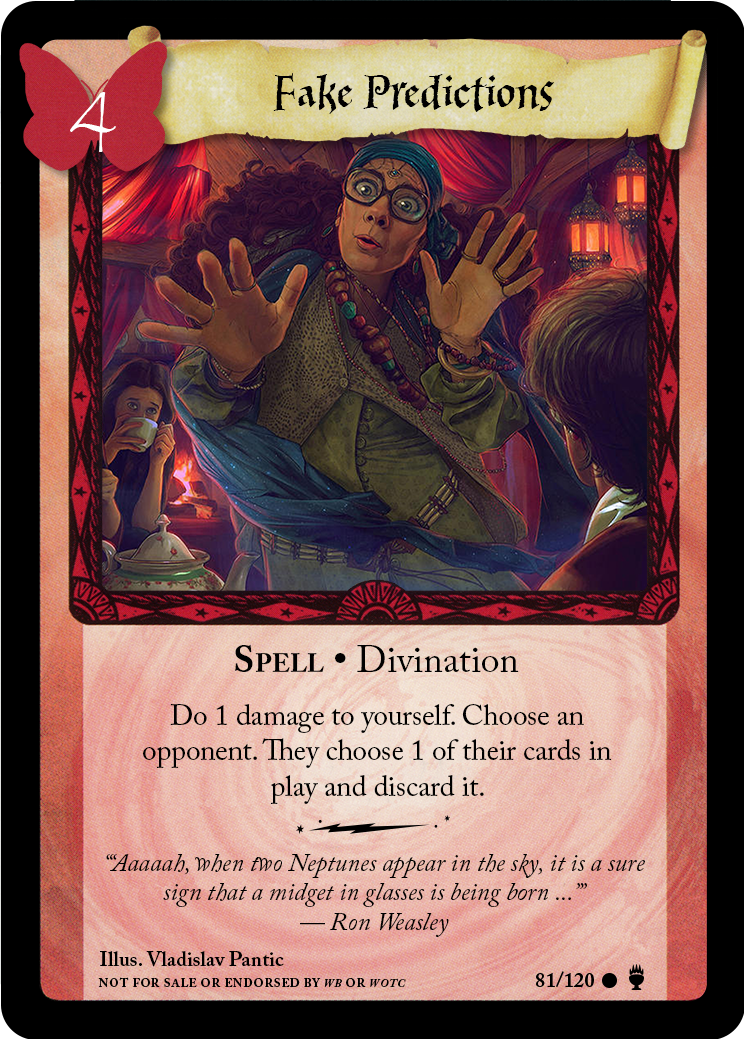 4
Fake Predictions
SPELL • Divination
Do 1 damage to yourself. Choose an
opponent. They choose 1 of their cards in
play and discard it.
“‘Aaaaah, when two Neptunes appear in the sky, it is a sure
sign that a midget in glasses is being born ...’”
— Ron Weasley
Illus. Vladislav Pantic
NOT FOR SALE OR ENDORSED BY WB OR WOTC
81/120 ●